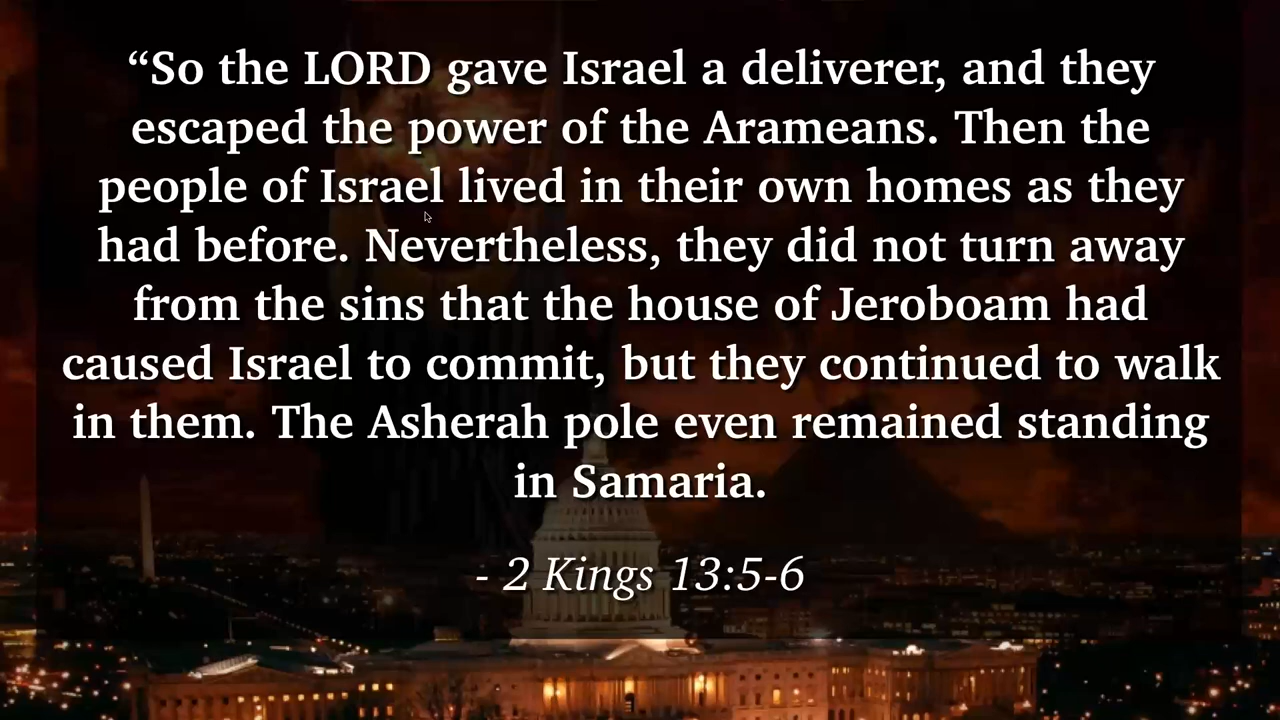 “So the LORD gave Israel a deliverer, and they
escaped the power of the Arameans. Then the
people of Israel lived in their own homes as they
had before. Nevertheless, they did not turn away
from the sins that the house of Jeroboam had
caused Israel to commit, but they continued to walk
in them. The Asherah pole even remained standing
in Samaria.
- 2 Kings 13:5-6